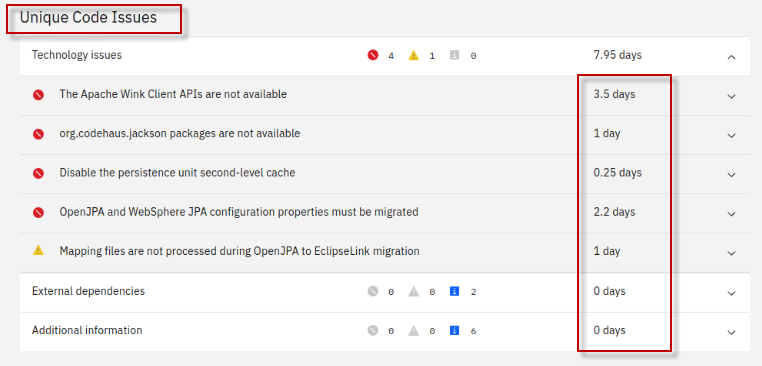 Unique Code Issues
Technology issues 4 1 0 7.95 days
The Apache Wink Client APIs are not available 3.5 days
org.codehaus.jackson packages are not available 1 day
Disable the persistence unit second-level cache 0.25 days
OpenJPA and WebSphere JPA configuration properties must be migrated 2.2 days
Mapping files are not processed during OpenJPA to EclipseLink migration 1 day
External dependencies 0 0 2 0 days
Additional information 0 0 6 0 days